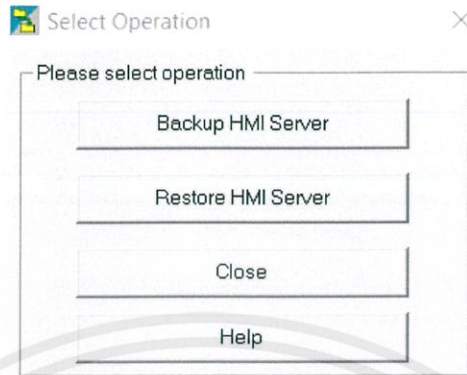 Select Operation
Please select operation
Backup HMI Server
Restore HMI Server
Close
Help